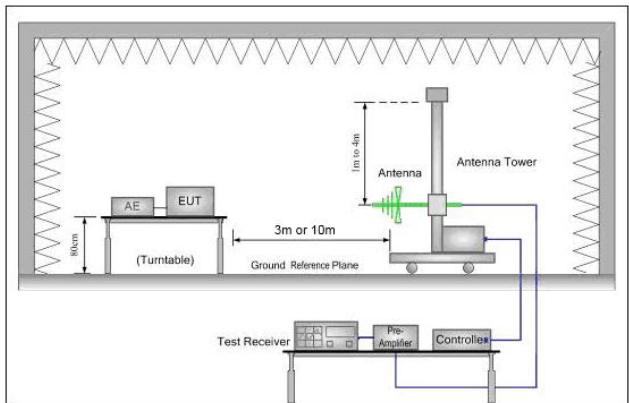 1m to 4m
Antenna
Antenna Tower
AE
EUT
3m or 10m
80cm
(Turntable)
Ground Reference Plane
Test Receiver
Pre-
Amplifier
Controlle